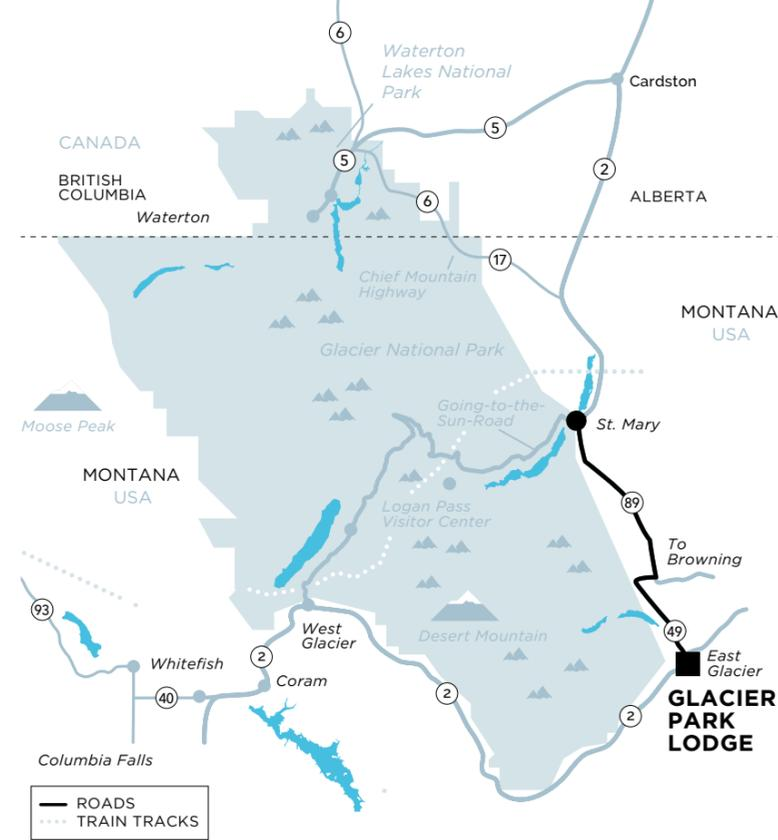 6
Waterton
Lakes National
Park
Cardston
5
CANADA
5
2
BRITISH
COLUMBIA
ALBERTA
6
Waterton
17
Chief Mountain
Highway
MONTANA
USA
Glacier National Park
Going-to-the-
Sun-Road
Moose Peak
St. Mary
MONTANA
USA
89
Logan Pass
Visitor Center
To
Browning
93
West
Glacier
Desert Mountain
49
2
Whitefish
East
Glacier
Coram
40
2
GLACIER
PARK
LODGE
2
Columbia Falls
ROADS
TRAIN TRACKS